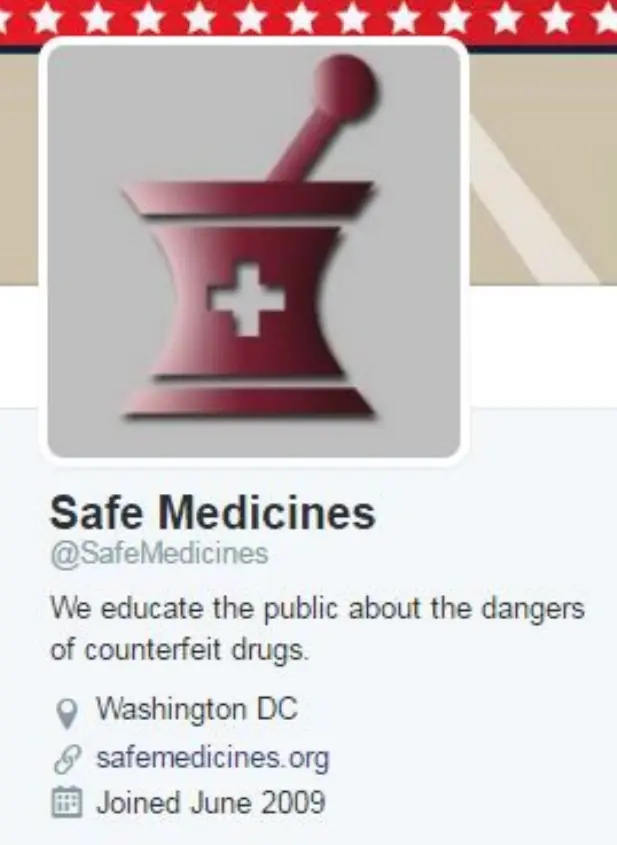 Safe Medicines
@SafeMedicines
We educate the public about the dangers
of counterfeit drugs.
Washington DC
safemedicines.org
Joined June 2009